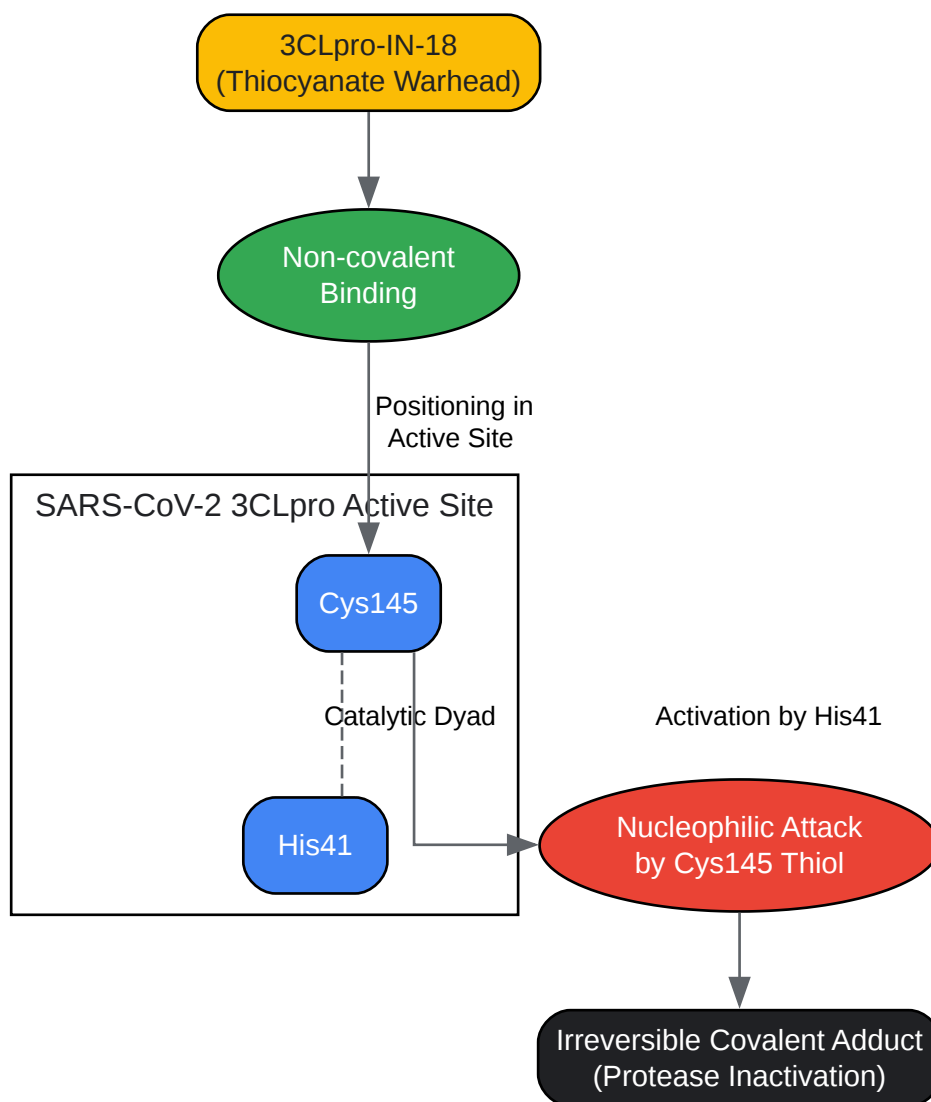 3CLpro-IN-18
(Thiocyanate Warhead)
Non-covalent
Binding
Positioning in
Active Site
SARS-CoV-2 3CLpro Active Site
Cys145
Catalytic Dyad
Activation by His41
His41
Nucleophilic Attack
by Cys145 Thiol
Irreversible Covalent Adduct
(Protease Inactivation)